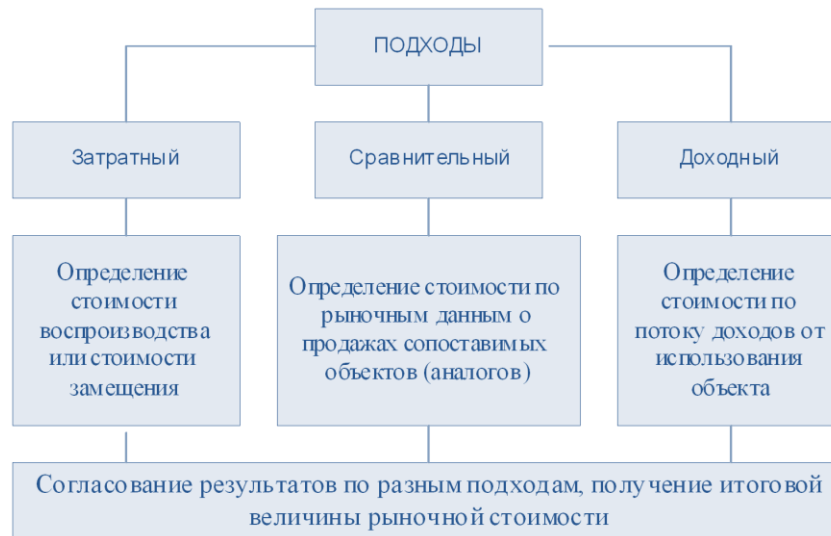 ПОДХОДЫ
Затратный
Сравнительный
Доходный
Определение
стоимости
воспроизводства
или стоимости
замещения
Определение стоимости по
рыночным данным о
продажах сопоставимых
объектов (аналогов)
Определение
стоимости по
потоку доходов от
использования
объекта
Согласование результатов по разным подходам, получение итоговой
величины рыночной стоимости